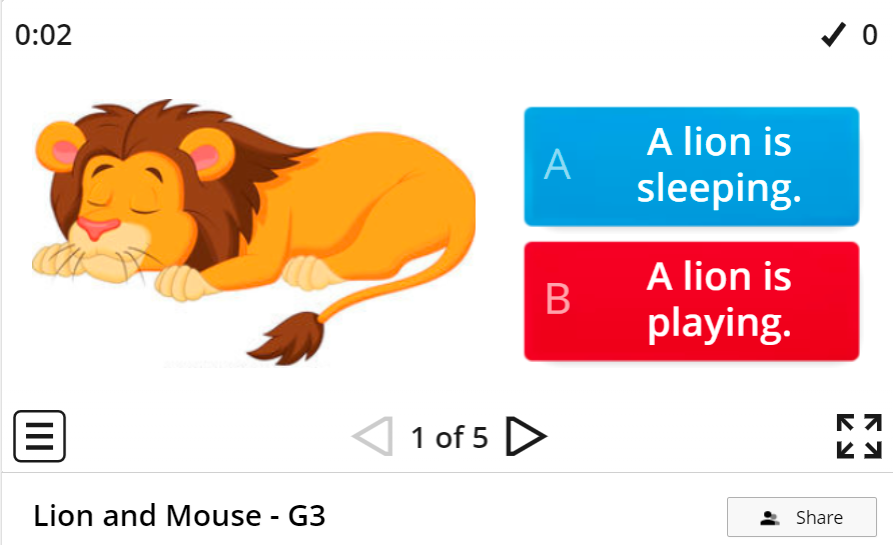 0:02
0
A
A lion is
sleeping.
B
A lion is
playing.
1 of 5
Lion and Mouse - G3
Share